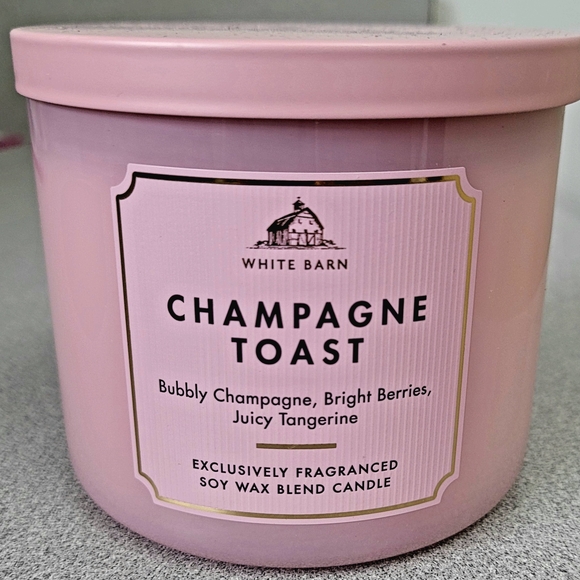 WHITE BARN
CHAMPAGNE
TOAST
Bubbly Champagne, Bright Berries,
Juicy Tangerine
EXCLUSIVELY FRAGRANCED
SOY WAX BLEND CANDLE